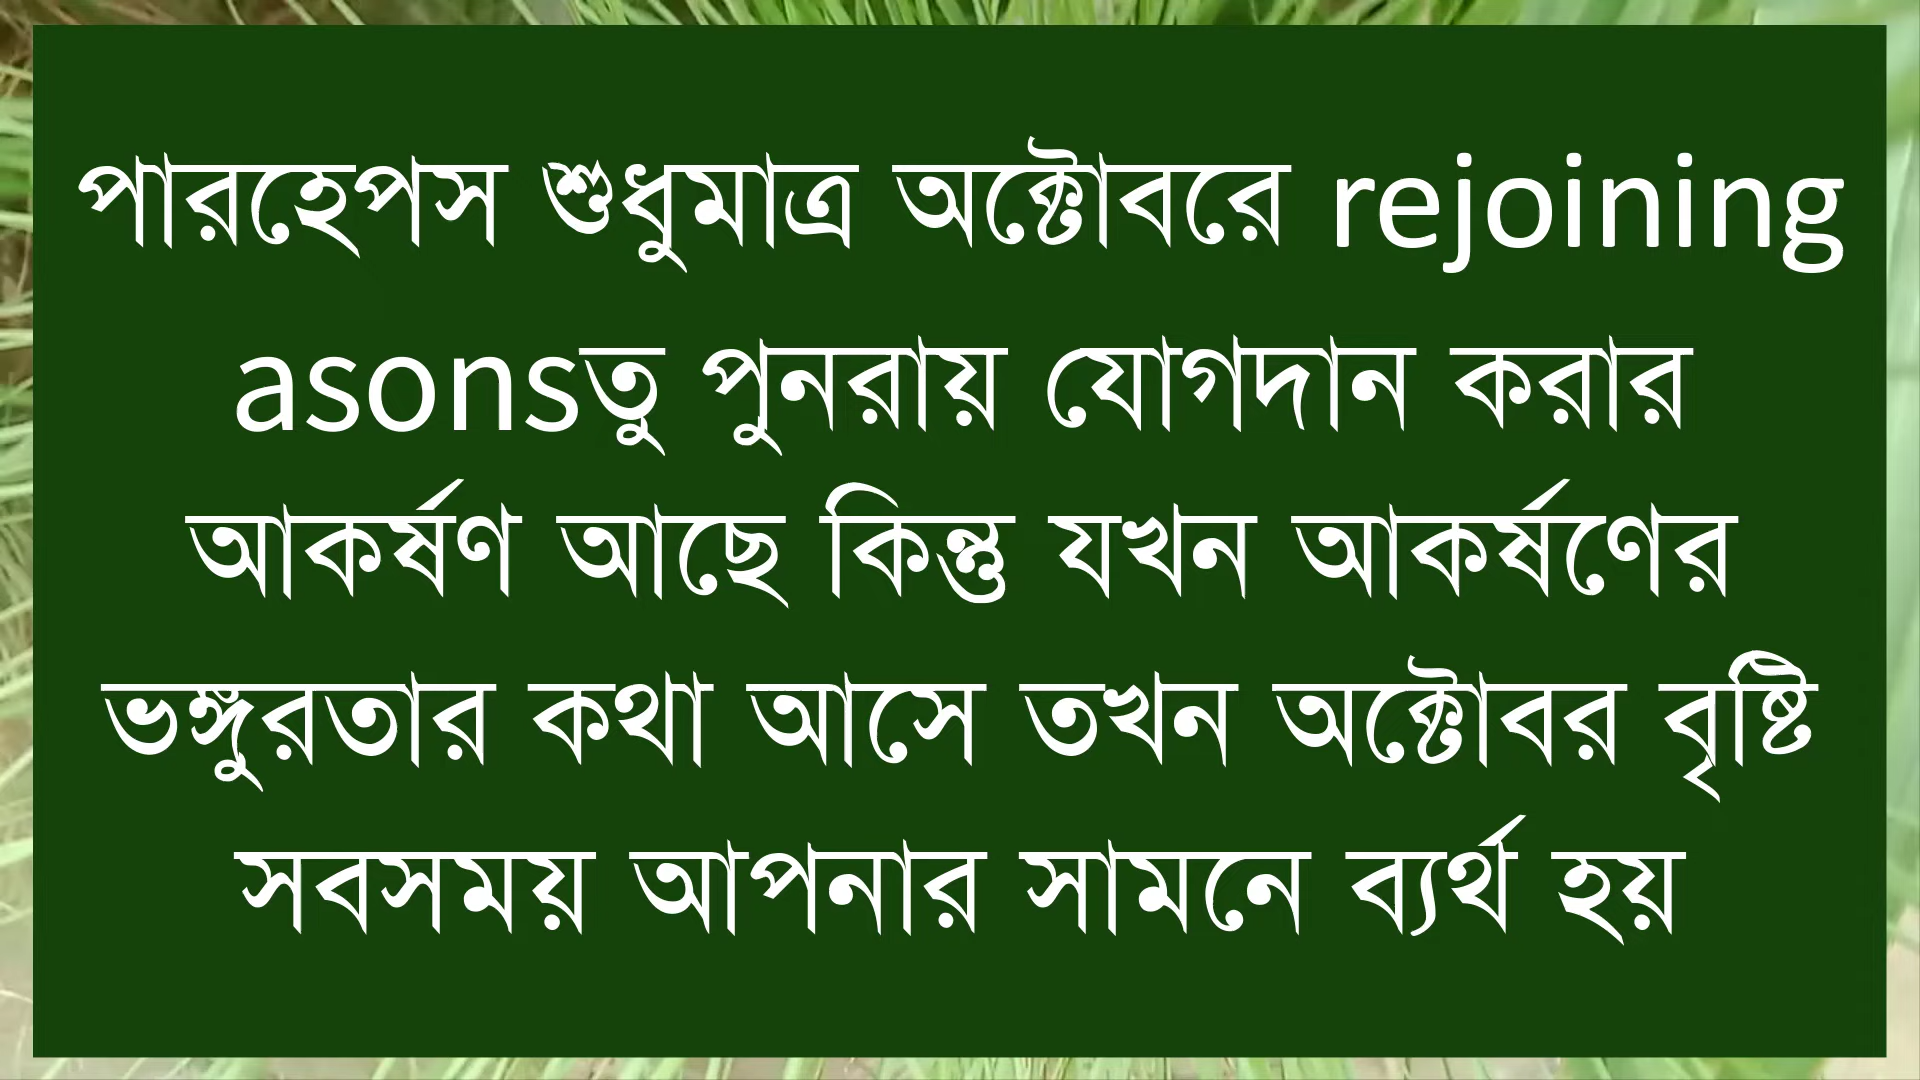 পারহেপস শুধুমাত্র অক্টোবরে rejoining
asonsতু পুনরায় যোগদান করার
আকর্ষণ আছে কিন্তু যখন আকর্ষণের
ভঙ্গুরতার কথা আসে তখন অক্টোবর বৃষ্টি
সবসময় আপনার সামনে ব্যর্থ হয়